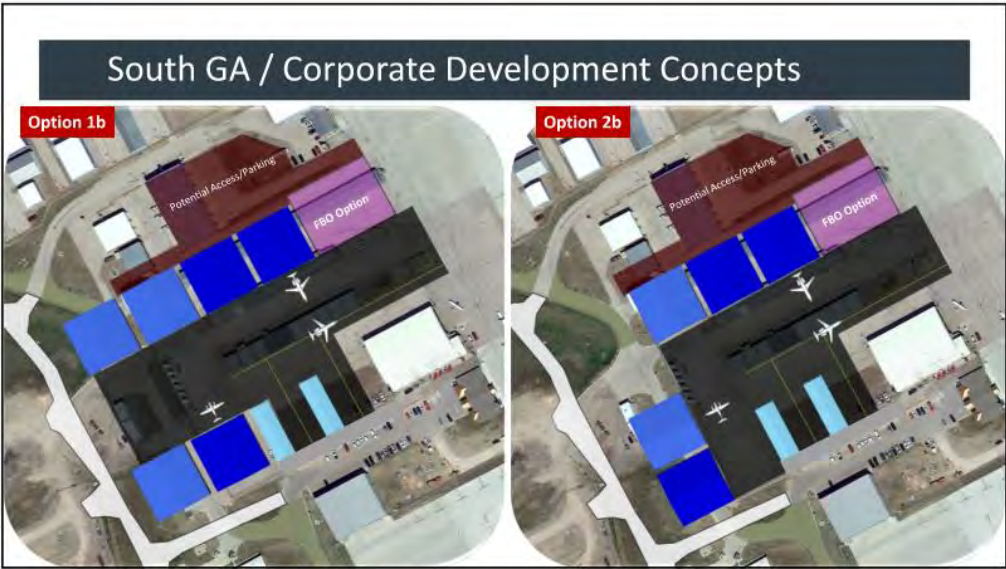 South GA / Corporate Development Concepts
Option 1b
Option 2b
Potential Access/Parking
FBO Option
Potential Access/Parking
FBO Option